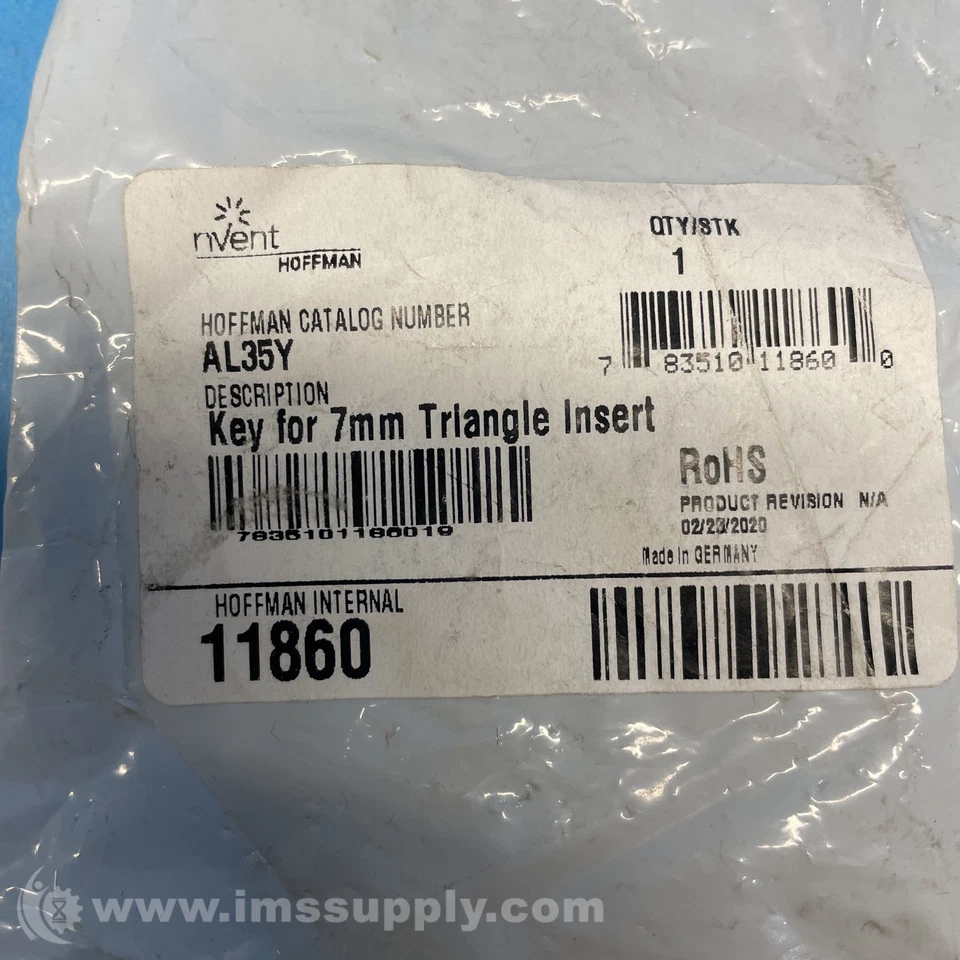 nVent
HOFFMAN
QTY/STK
1
HOFFMAN CATALOG NUMBER
AL35Y
7 83510 11860 0
DESCRIPTION
Key for 7mm Triangle Insert
RoHS
PRODUCT REVISION N/A
02/23/2020
Made in GERMANY
HOFFMAN INTERNAL
11860
www.imssupply.com